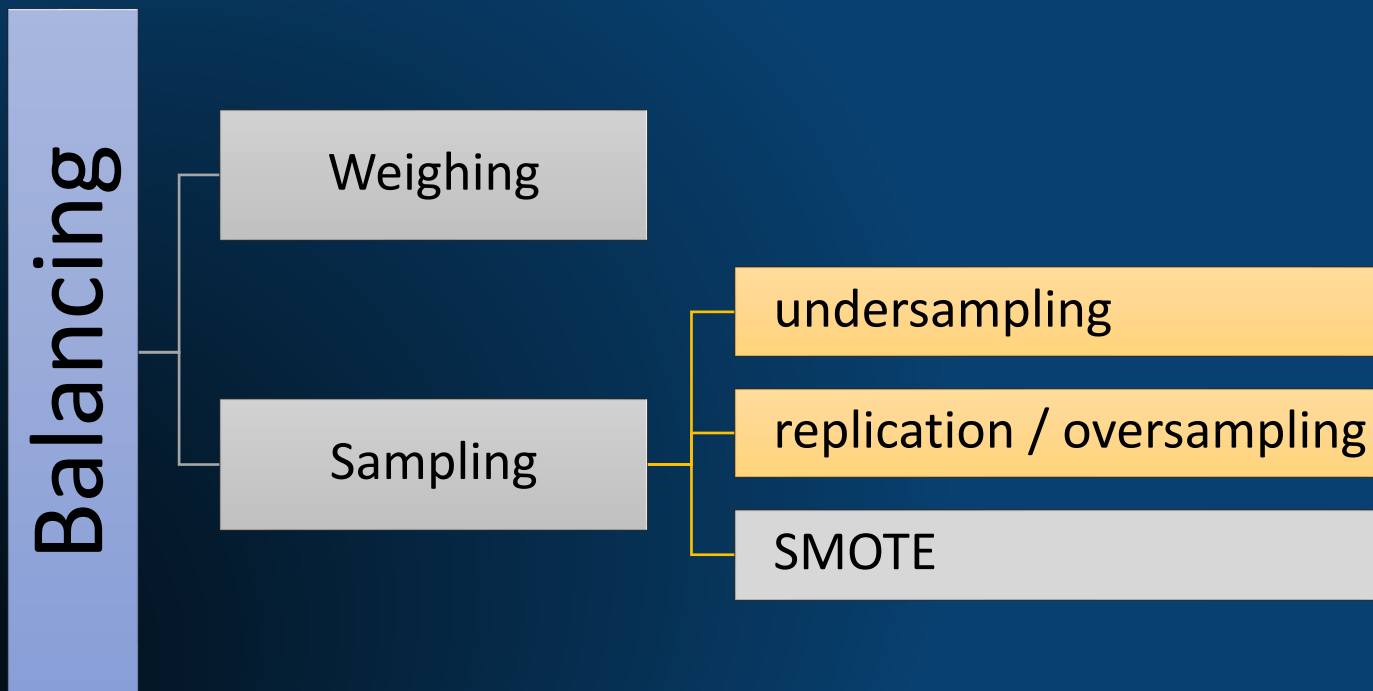 Balancing
Weighing
Sampling
undersampling
replication / oversampling
SMOTE